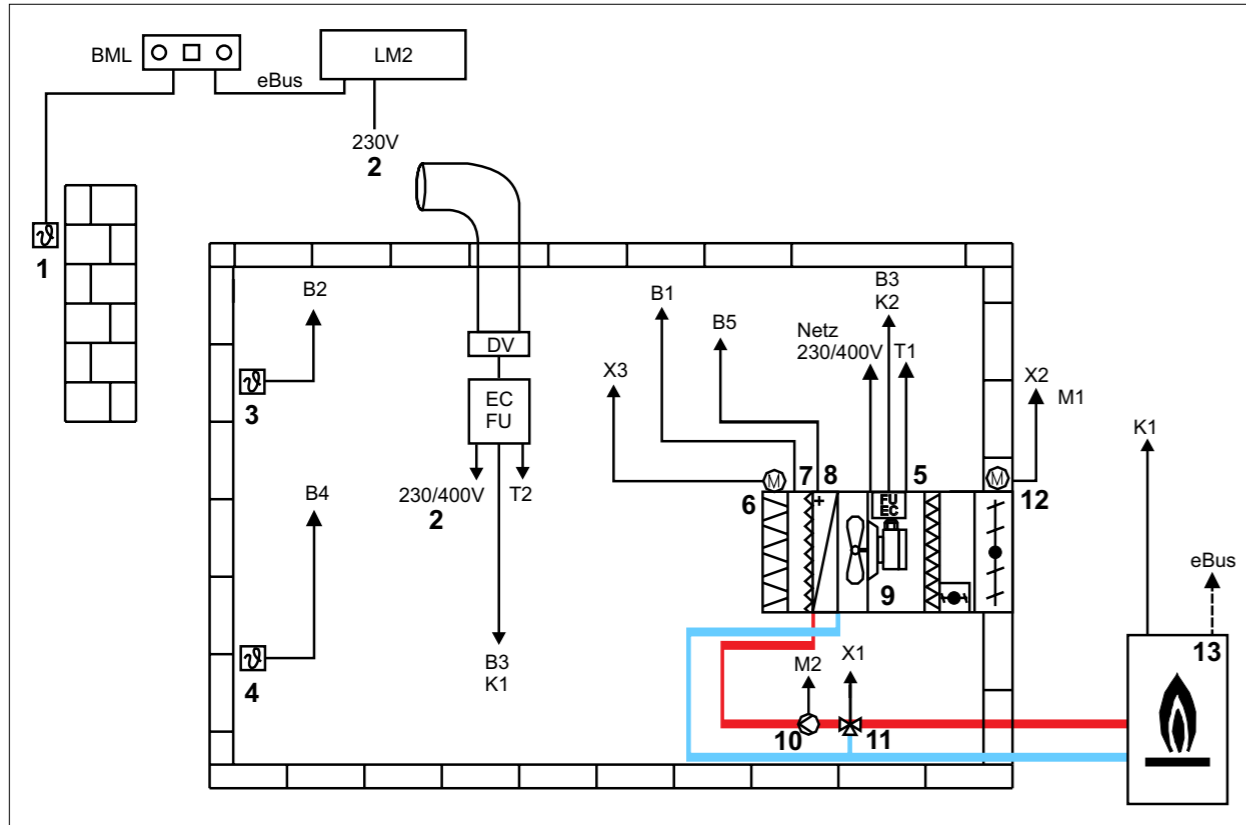 BML
LM2
eBus
230V
2
1
B2
3
B4
4
DV
EC
FU
230/400V
2
T2
B3
K1
X3
B1
B5
Netz
230/400V
B3
K2
T1
X2
M1
K1
6
M
7
8
5
M
12
+
FU
EC
9
eBus
M2
X1
10
11
13